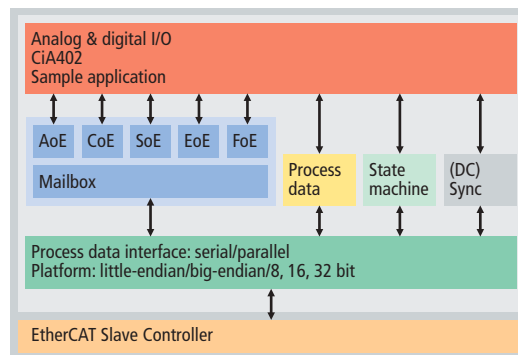 Analog & digital I/O
CiA402
Sample application
AoE
CoE
SoE
EoE
FoE
Mailbox
Process
data
State
machine
(DC)
Sync
Process data interface: serial/parallel
Platform: little-endian/big-endian/8, 16, 32 bit
EtherCAT Slave Controller